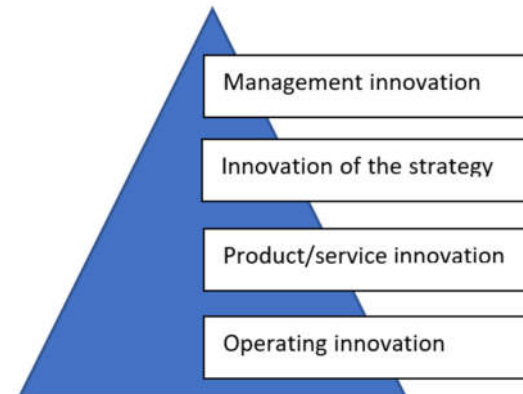 Management innovation
Innovation of the strategy
Product/service innovation
Operating innovation